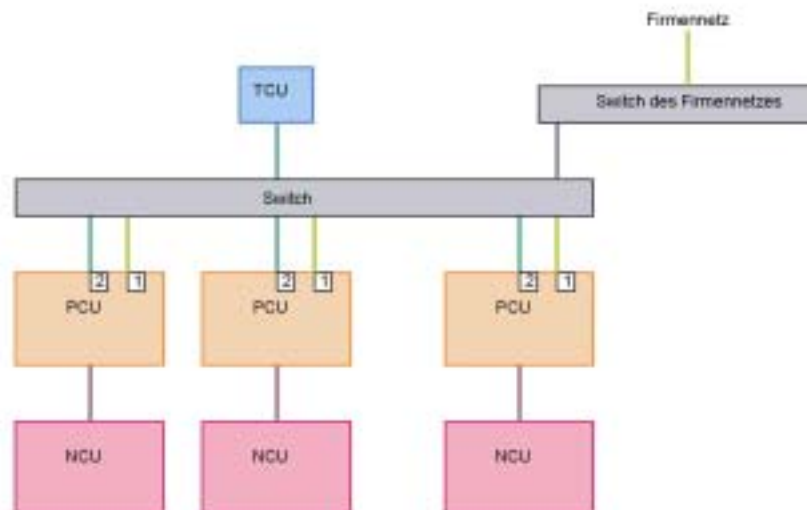 Firmennetz
TCU
Switch des Firmennetzes
Switch
2 1 2 1 2 1
PCU PCU PCU
NCU NCU NCU